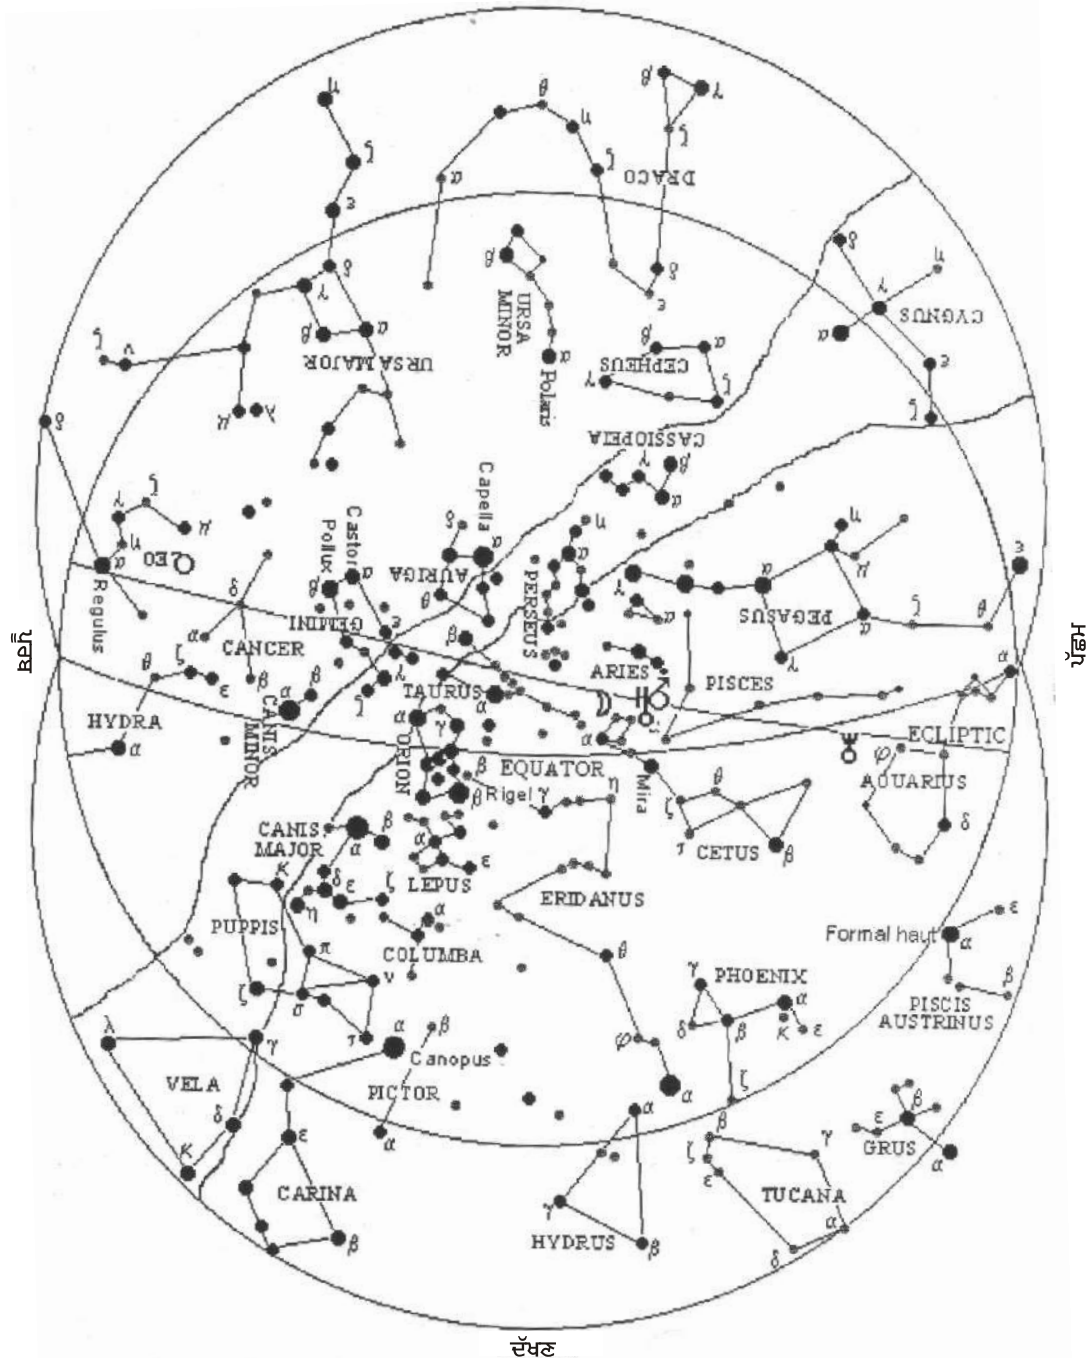 DRACO
URSA
MINOR
Polaris
CYGNUS
URSA MAJOR
CEPHEUS
CASSIOPEIA
Capella
Castor
Pollux
AURIGA
PERSEUS
PEGASUS
LEO
Regulus
GEMINI
CANCER
ARIES
PISCES
TAURUS
HYDRA
CANIS
MINOR
ORION
EQUATOR
ECLIPTIC
AQUARIUS
Rigel
Mira
CANIS
MAJOR
LEPUS
CETUS
ERIDANUS
PUPPIS
COLUMBA
Formal haut
PHOENIX
PISCIS
AUSTRINUS
Canopus
VELA
PICTOR
GRUS
CARINA
TUCANA
HYDRUS
ਪੂਰਬ
ਪੱਛਮ
ਦੱਖਣ